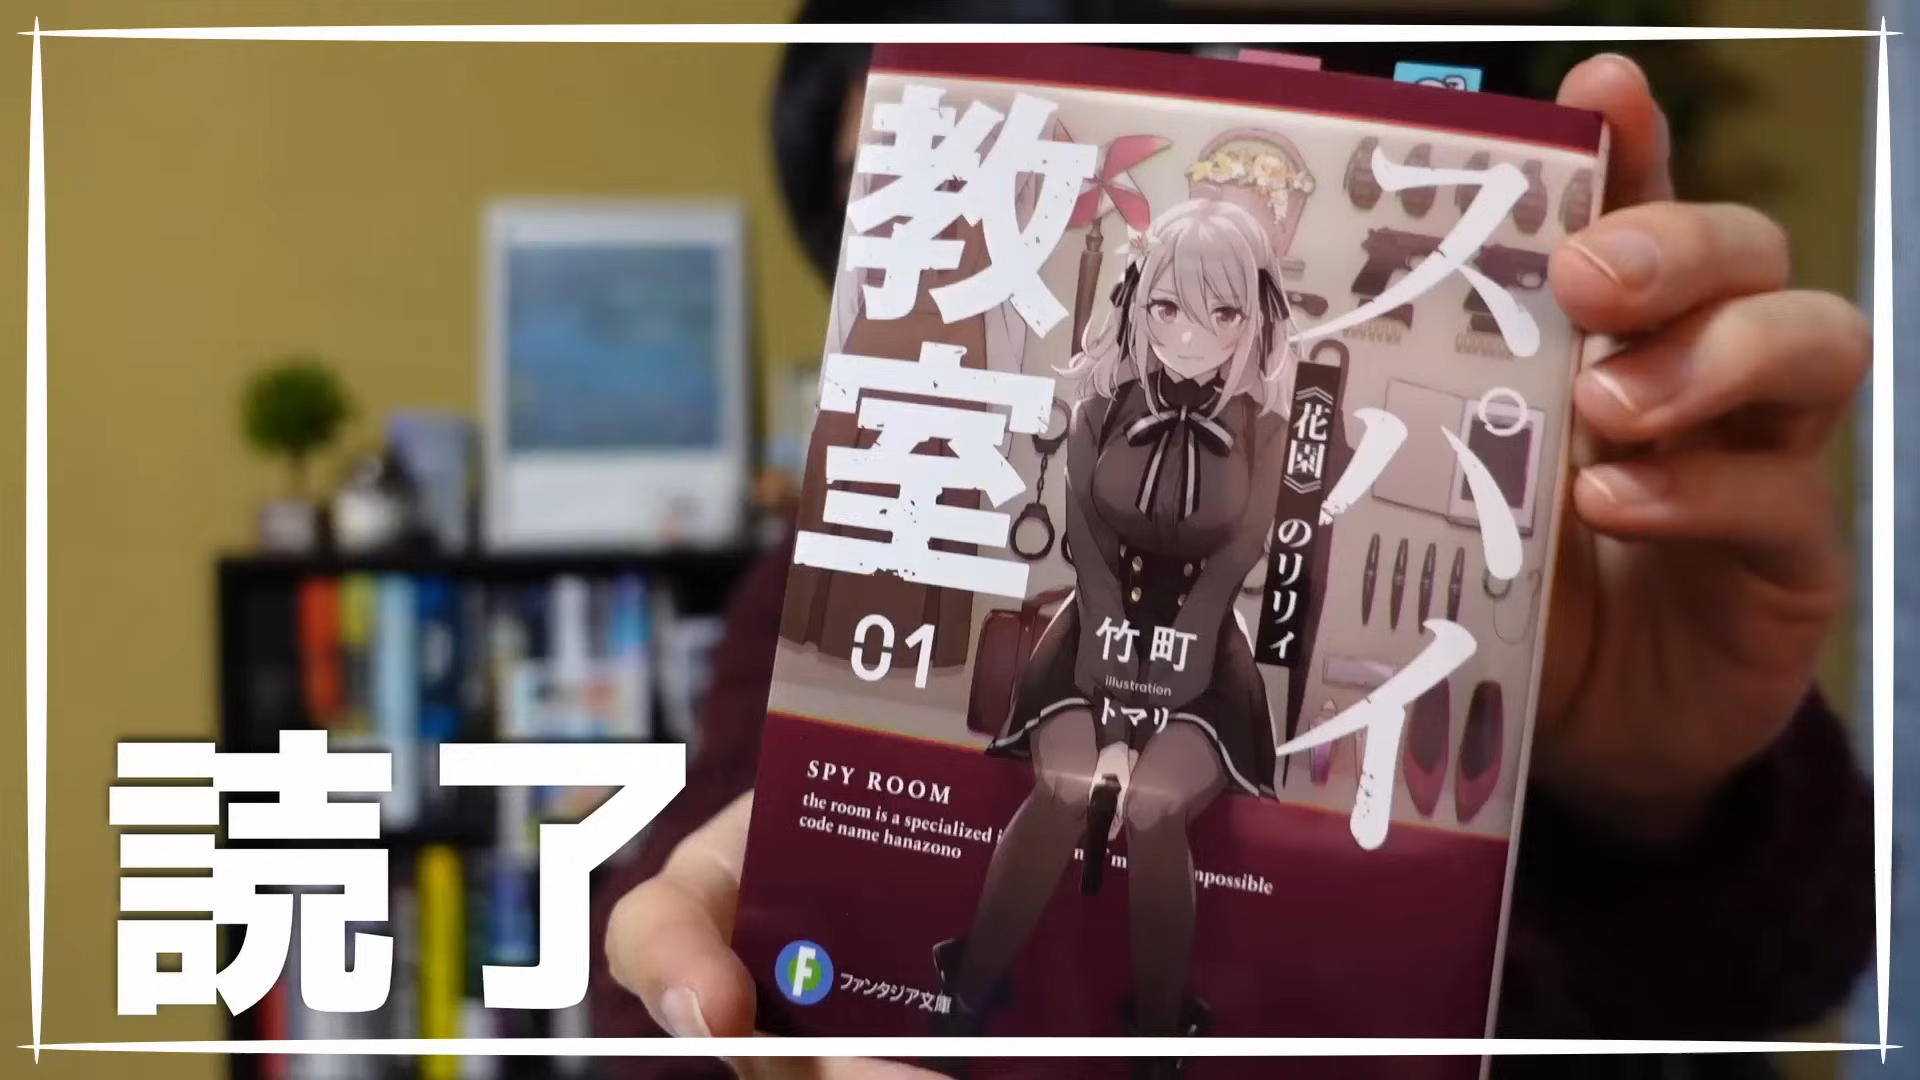 スパイ
教室
01
《花園》のリリィ
竹町
illustration
トマリ
SPY ROOM
the room is a specialized
code name hanazono
ファンタジア文庫
読了